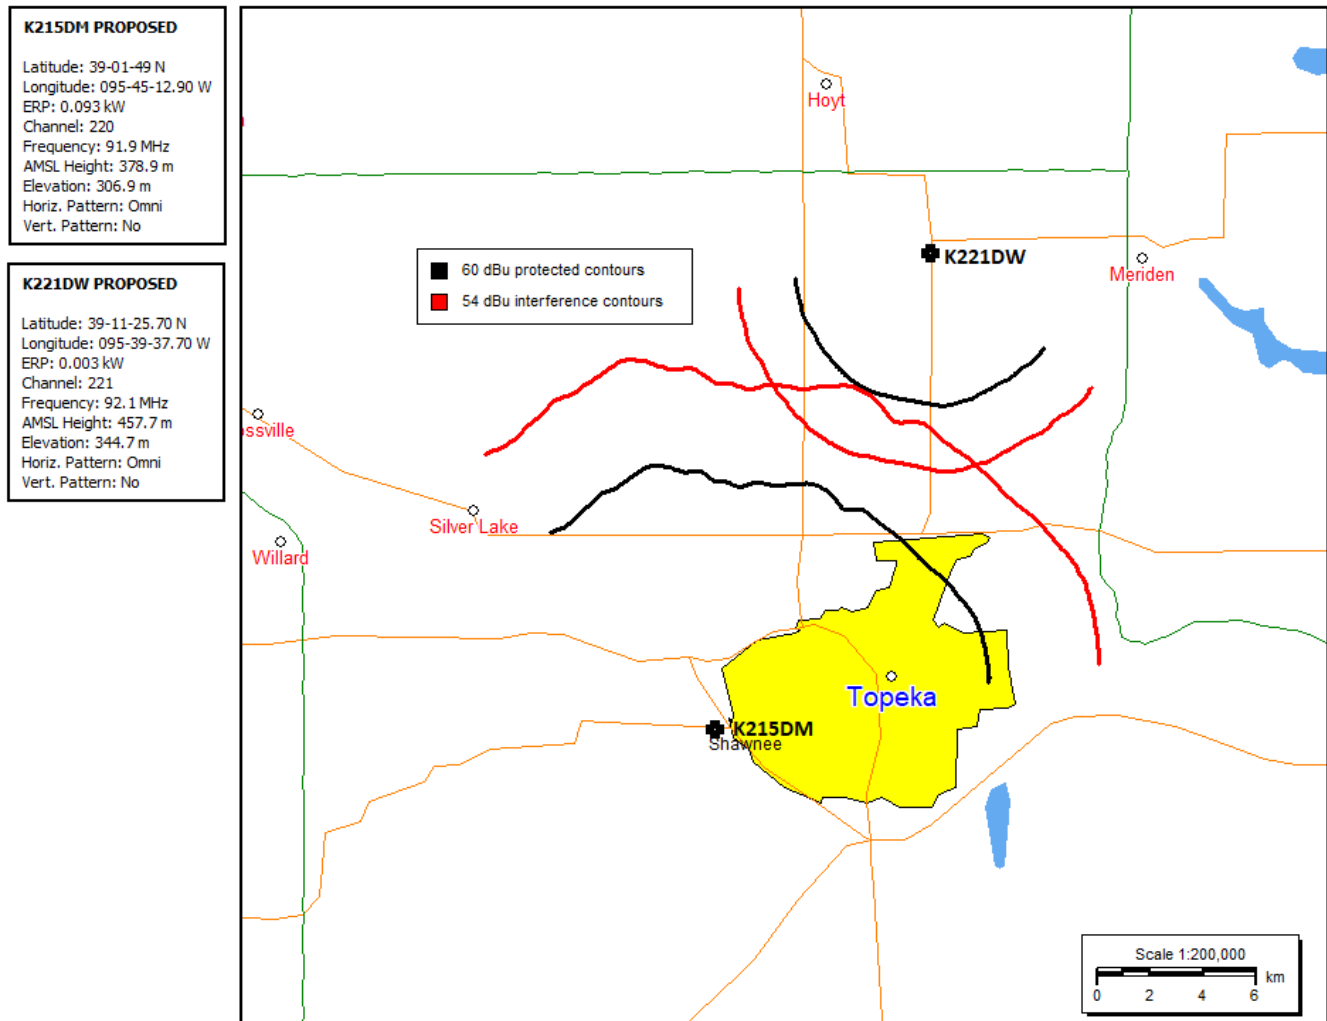 K215DM PROPOSED
Latitude: 39-01-49 N
Longitude: 095-45-12.90 W
ERP: 0.093 kW
Channel: 220
Frequency: 91.9 MHz
AMSL Height: 378.9 m
Elevation: 306.9 m
Horiz. Pattern: Omni
Vert. Pattern: No
K221DW PROPOSED
Latitude: 39-11-25.70 N
Longitude: 095-39-37.70 W
ERP: 0.003 kW
Channel: 221
Frequency: 92.1 MHz
AMSL Height: 457.7 m
Elevation: 344.7 m
Horiz. Pattern: Omni
Vert. Pattern: No
Hoyt
60 dBu protected contours
54 dBu interference contours
K221DW
Meriden
ssville
Silver Lake
Willard
Topeka
K215DM
Shawnee
Scale 1:200,000
km
0 2 4 6